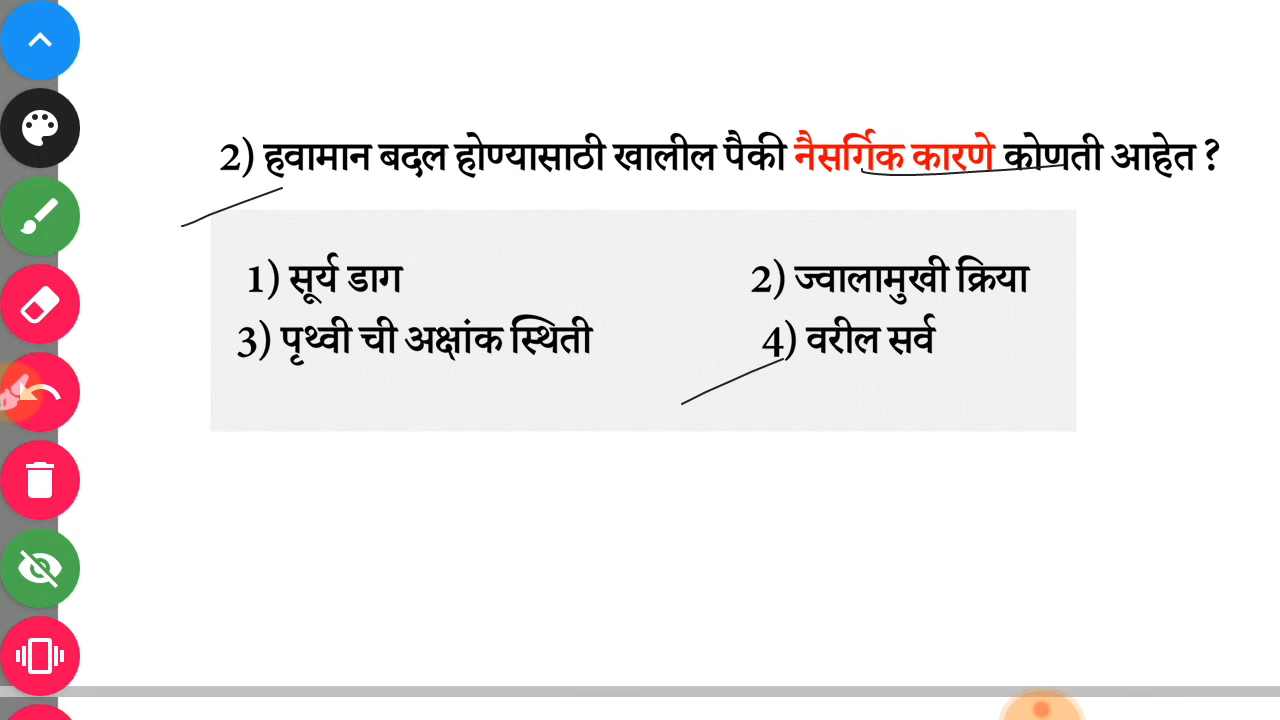 2) हवामान बदल होण्यासाठी खालील पैकी नैसर्गिक कारणे कोणती आहेत ?
1) सूर्य डाग 2) ज्वालामुखी क्रिया
3) पृथ्वी ची अक्षांक स्थिती 4) वरील सर्व